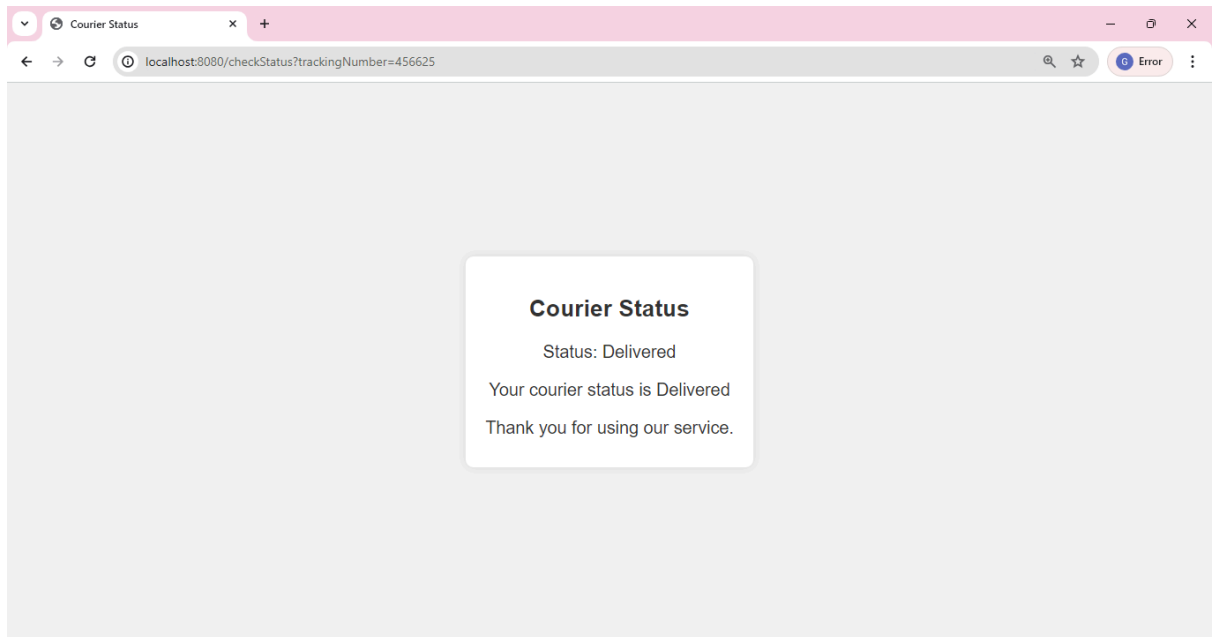 Courier Status
localhost:8080/checkStatus?trackingNumber=456625
G Error
Courier Status
Status: Delivered
Your courier status is Delivered
Thank you for using our service.